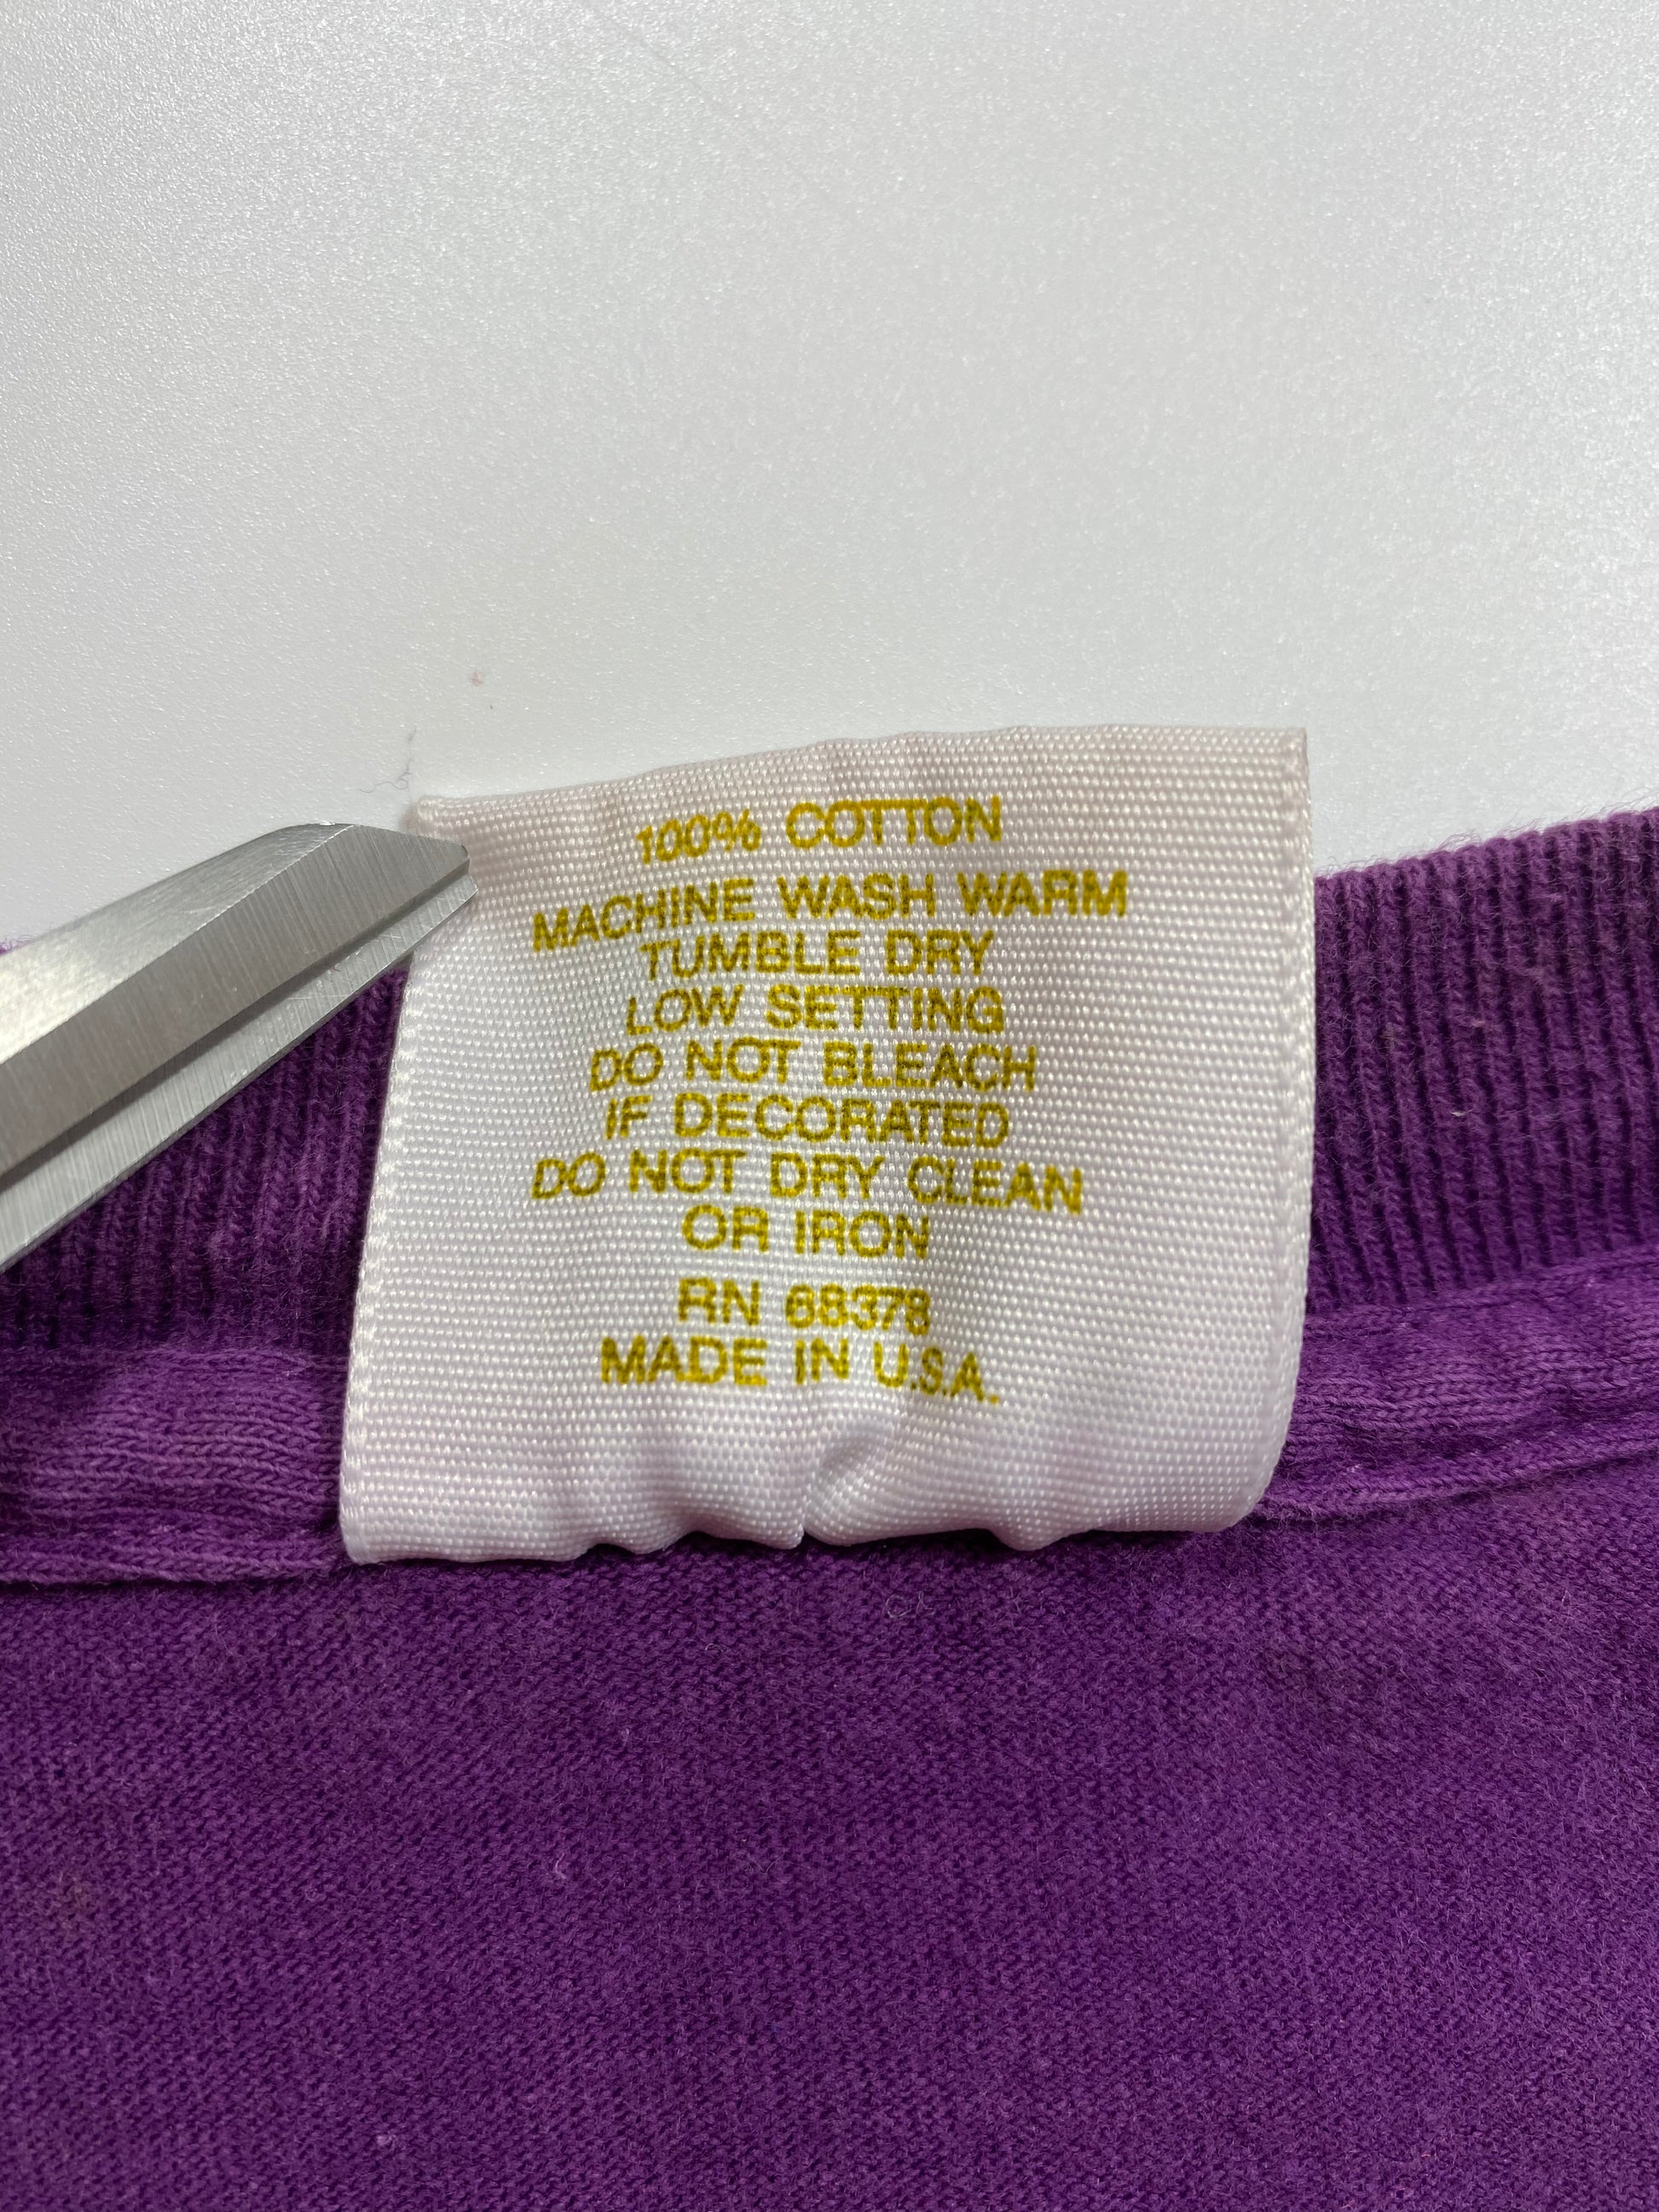 100% COTTON
MACHINE WASH WARM
TUMBLE DRY
LOW SETTING
DO NOT BLEACH
IF DECORATED
DO NOT DRY CLEAN
OR IRON
RN 68378
MADE IN U.S.A.